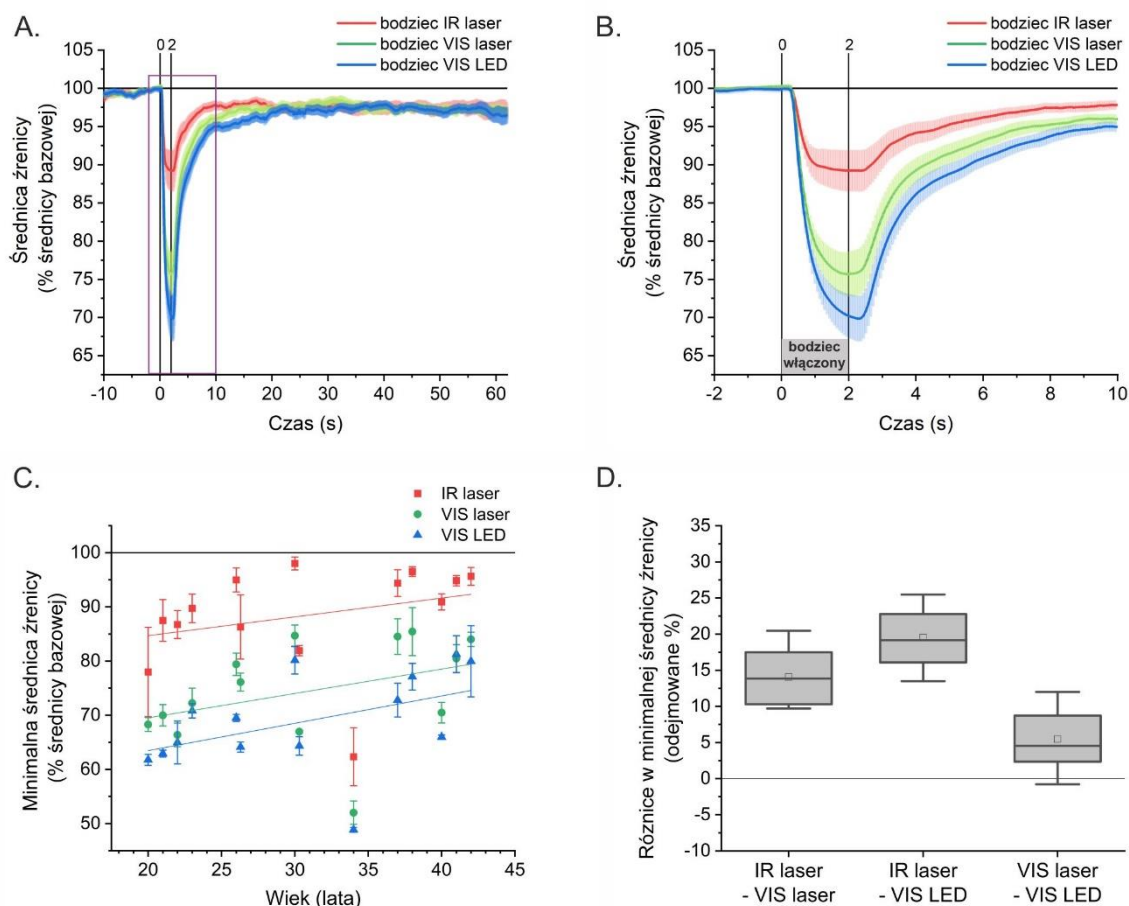 A.
bodziec IR laser
bodziec VIS laser
bodziec VIS LED
0 2
105
100
95
90
85
80
75
70
65
-10 0 10 20 30 40 50 60
Średnica źrenicy
(% średnicy bazowej)
Czas (s)
B.
bodziec IR laser
bodziec VIS laser
bodziec VIS LED
0 2
105
100
95
90
85
80
75
70
65
bodziec
włączony
-2 0 2 4 6 8 10
Średnica źrenicy
(% średnicy bazowej)
Czas (s)
C.
IR laser
VIS laser
VIS LED
100
90
80
70
60
50
20 25 30 35 40 45
Minimalna średnica źrenicy
(% średnicy bazowej)
Wiek (lata)
D.
35
30
25
20
15
10
5
0
-5
-10
Róznice w minimalnej średnicy źrenicy
(odejmowane %)
IR laser
- VIS laser
IR laser
- VIS LED
VIS laser
- VIS LED